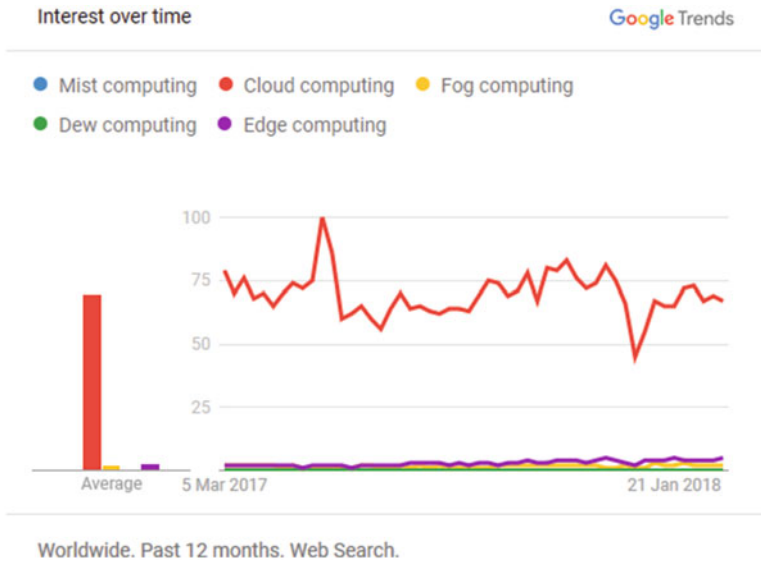 Interest over time
Google Trends
Mist computing Cloud computing Fog computing
Dew computing Edge computing
100
75
50
25
Average 5 Mar 2017 21 Jan 2018
Worldwide. Past 12 months. Web Search.